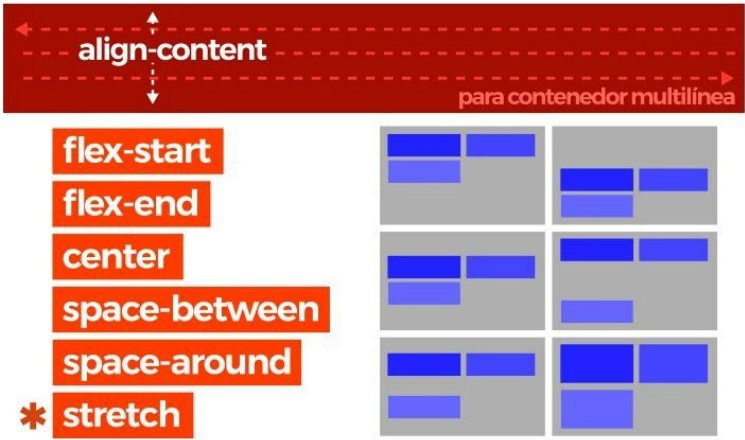 align-content
para contenedor multilínea
flex-start
flex-end
center
space-between
space-around
* stretch